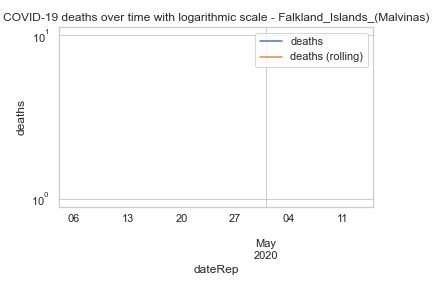 COVID-19 deaths over time with logarithmic scale - Falkland_Islands_(Malvinas)
10¹
deaths
deaths (rolling)
deaths
10⁰
06 13 20 27 04 11
May
2020
dateRep